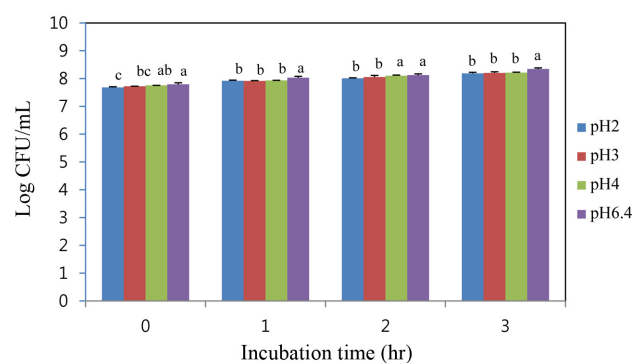 10
9
8
7
6
5
4
3
2
1
0
Log CFU/mL
c bc ab a
b b b a
b b a a
b b b a
0 1 2 3
Incubation time (hr)
pH2
pH3
pH4
pH6.4